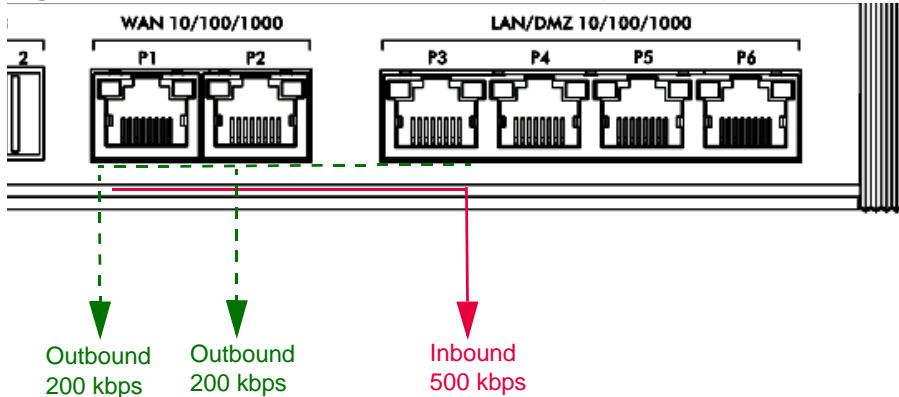 WAN 10/100/1000
LAN/DMZ 10/100/1000
2
P1
P2
P3
P4
P5
P6
Outbound
200 kbps
Outbound
200 kbps
Inbound
500 kbps